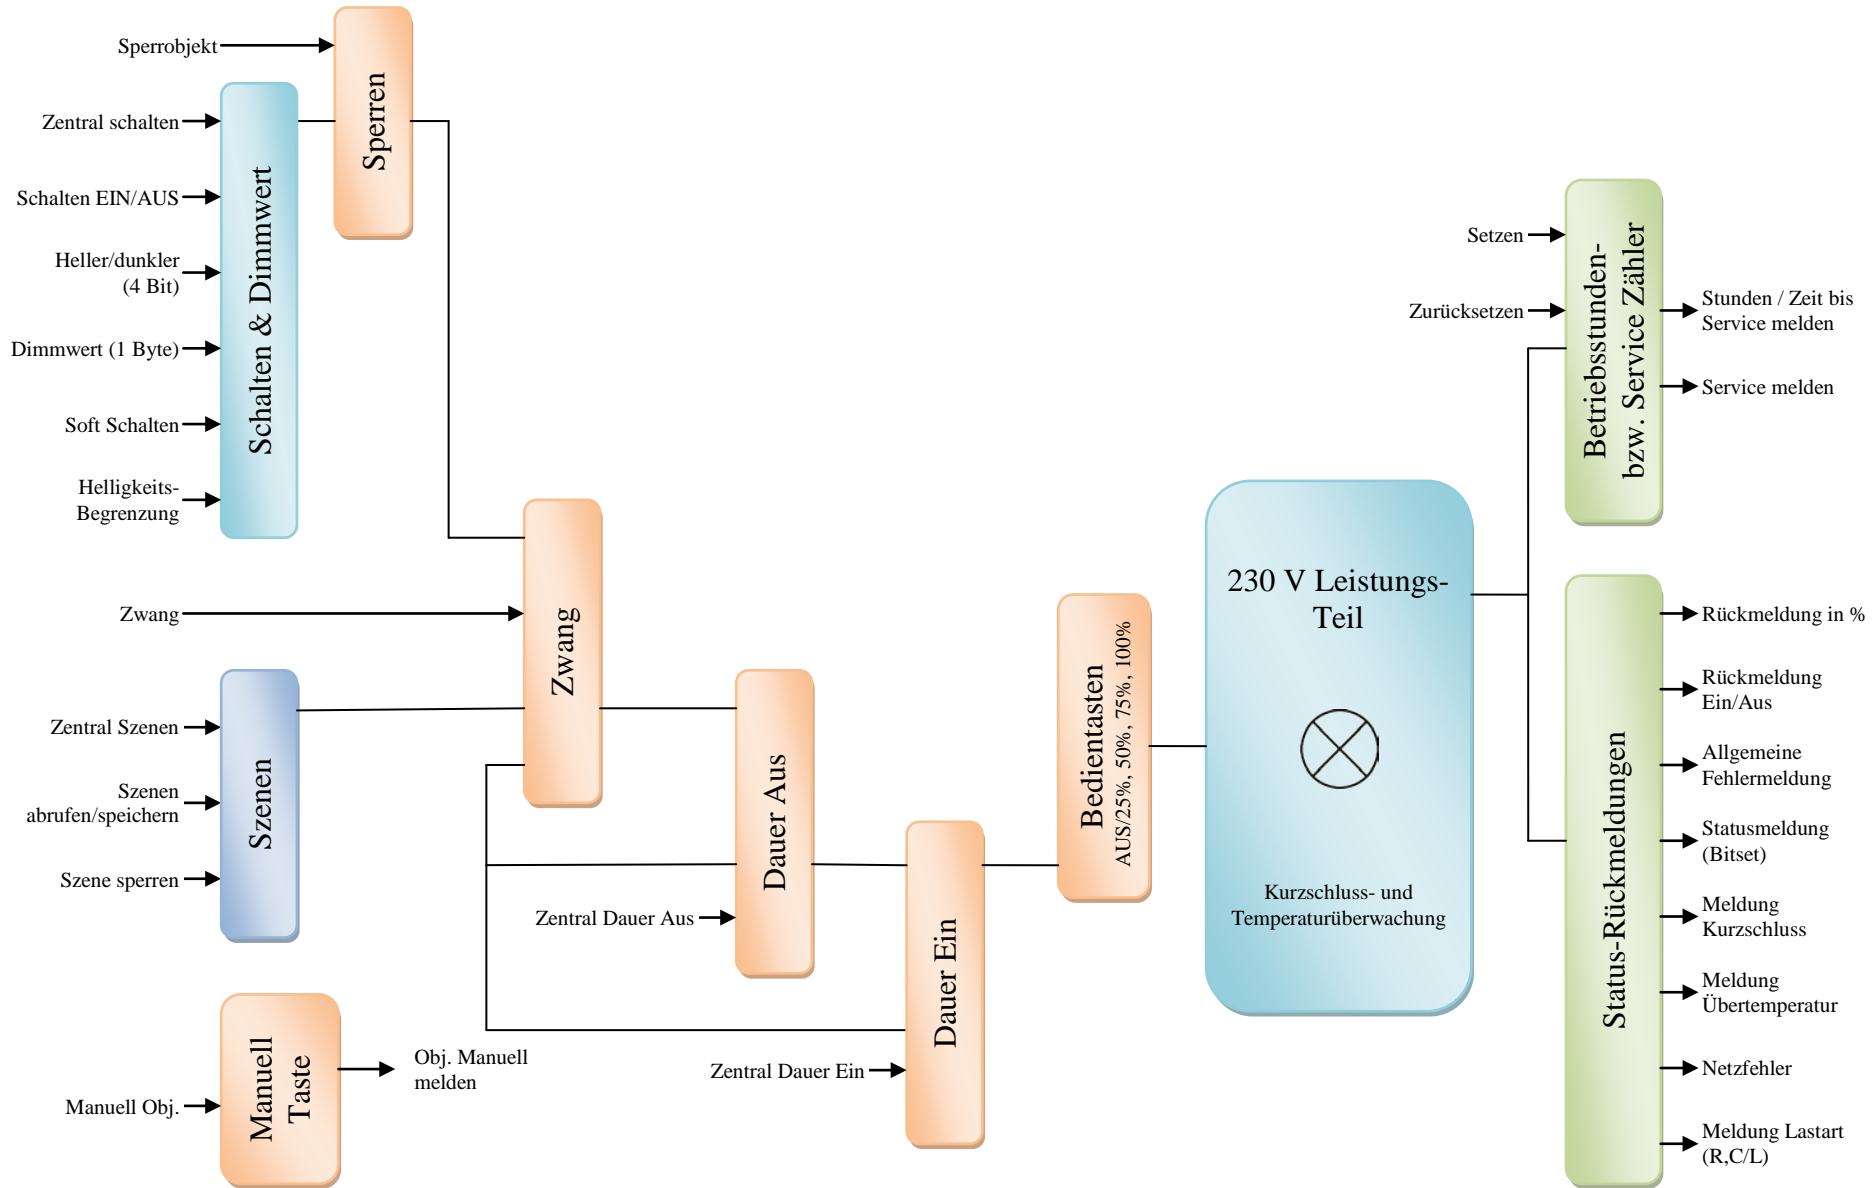 Sperrobjekt
Sperren
Zentral schalten
Schalten EIN/AUS
Heller/dunkler
(4 Bit)
Dimmwert (1 Byte)
Soft Schalten
Helligkeits-
Begrenzung
Schalten & Dimmwert
Zwang
Zwang
Zentral Szenen
Szenen
abrufen/speichern
Szene sperren
Szenen
Manuell Obj.
Manuell
Taste
Obj. Manuell
melden
Zentral Dauer Aus
Dauer Aus
Zentral Dauer Ein
Dauer Ein
Bedientasten
AUS/25%, 50%, 75%, 100%
230 V Leistungs-
Teil
Kurzschluss- und
Temperaturüberwachung
Setzen
Zurücksetzen
Betriebsstunden-
bzw. Service Zähler
Stunden / Zeit bis
Service melden
Service melden
Status-Rückmeldungen
Rückmeldung in %
Rückmeldung
Ein/Aus
Allgemeine
Fehlermeldung
Statusmeldung
(Bitset)
Meldung
Kurzschluss
Meldung
Übertemperatur
Netzfehler
Meldung Lastart
(R,C/L)